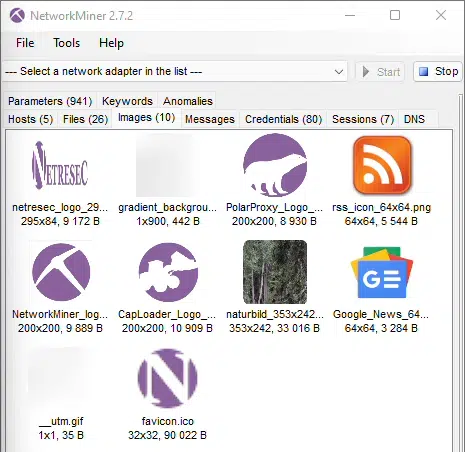 NetworkMiner 2.7.2
File Tools Help
--- Select a network adapter in the list ---
Start
Stop
Parameters (941) Keywords Anomalies
Hosts (5) Files (26) Images (10) Messages Credentials (80) Sessions (7) DNS
NETRESEC
netresec_logo_29... gradient_backgrou... PolarProxy_Logo_... rss_icon_64x64.png
295x84, 9 172 B 1x900, 442 B 200x200, 8 930 B 64x64, 5 544 B
GE
NetworkMiner_log... CapLoader_Logo_... naturbild_353x242... Google_News_64...
200x200, 9 889 B 200x200, 10 909 B 353x242, 33 016 B 64x64, 3 284 B
N
__utm.gif favicon.ico
1x1, 35 B 32x32, 90 022 B